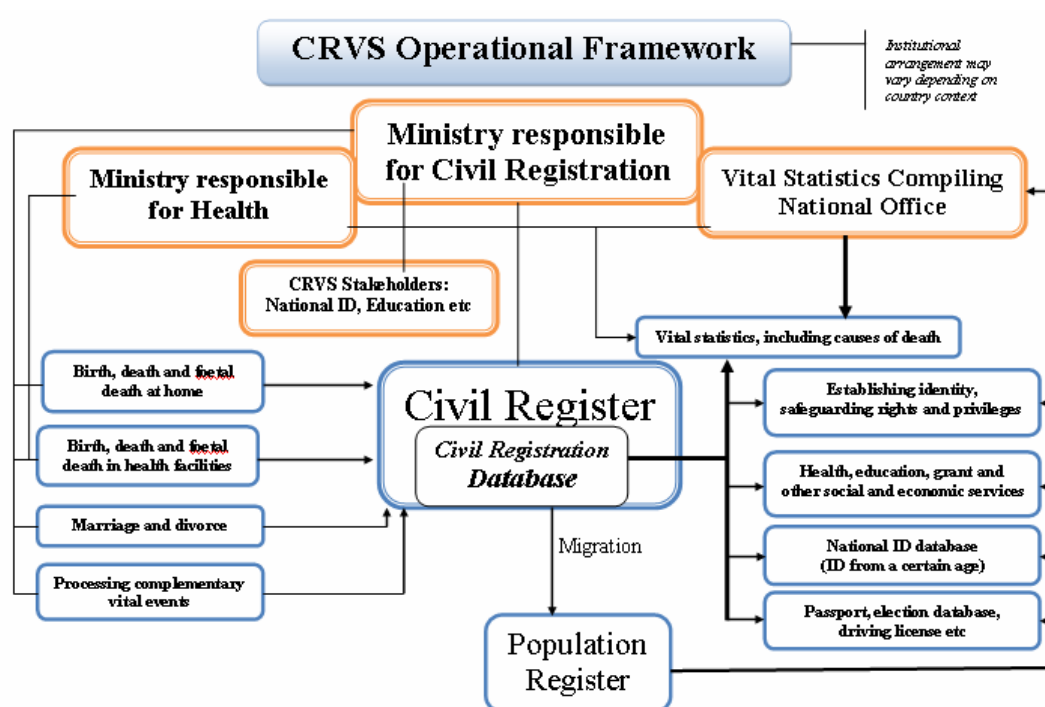 CRVS Operational Framework
Institutional
arrangement may
vary depending on
country context
Ministry responsible
for Civil Registration
Ministry responsible
for Health
Vital Statistics Compiling
National Office
CRVS Stakeholders:
National ID, Education etc
Vital statistics, including causes of death
Birth, death and foetal
death at home
Civil Register
Civil Registration
Database
Establishing identity,
safeguarding rights and privileges
Birth, death and foetal
death in health facilities
Health, education, grant and
other social and economic services
Marriage and divorce
Migration
National ID database
(ID from a certain age)
Processing complementary
vital events
Passport, election database,
driving license etc
Population
Register